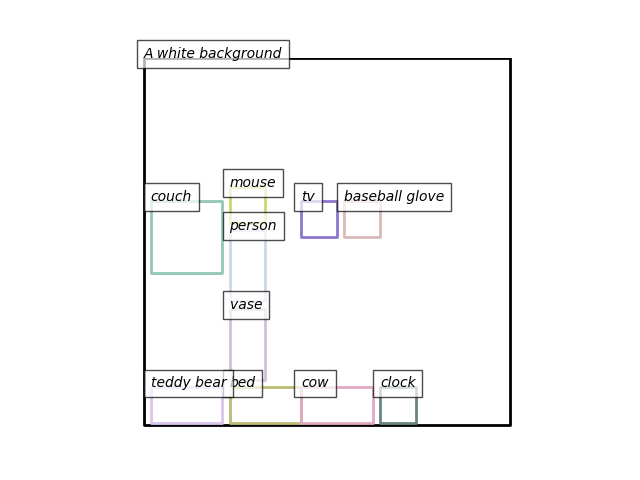 A white background
mouse
couch
tv
baseball glove
person
vase
teddy bear
bed
cow
clock